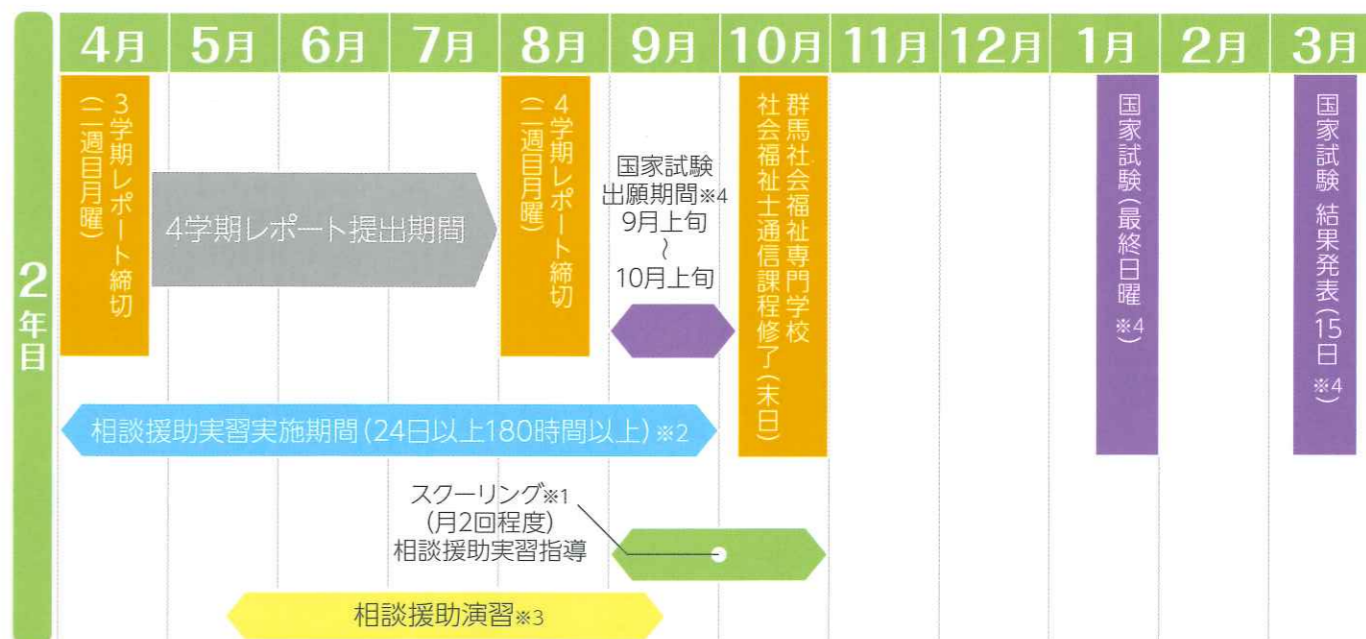 4月 5月 6月 7月 8月 9月 10月 11月 12月 1月 2月 3月
2年目
3学期レポート締切
(二週目月曜)
4学期レポート提出期間
4学期レポート締切
(二週目月曜)
国家試験
出願期間※4
9月上旬
~
10月上旬
群馬社会福祉専門学校
社会福祉士通信課程修了(末日)
国家試験(最終日曜 ※4)
国家試験 結果発表(15日 ※4)
相談援助実習実施期間(24日以上180時間以上)※2
スクーリング※1
(月2回程度)
相談援助実習指導
相談援助演習※3